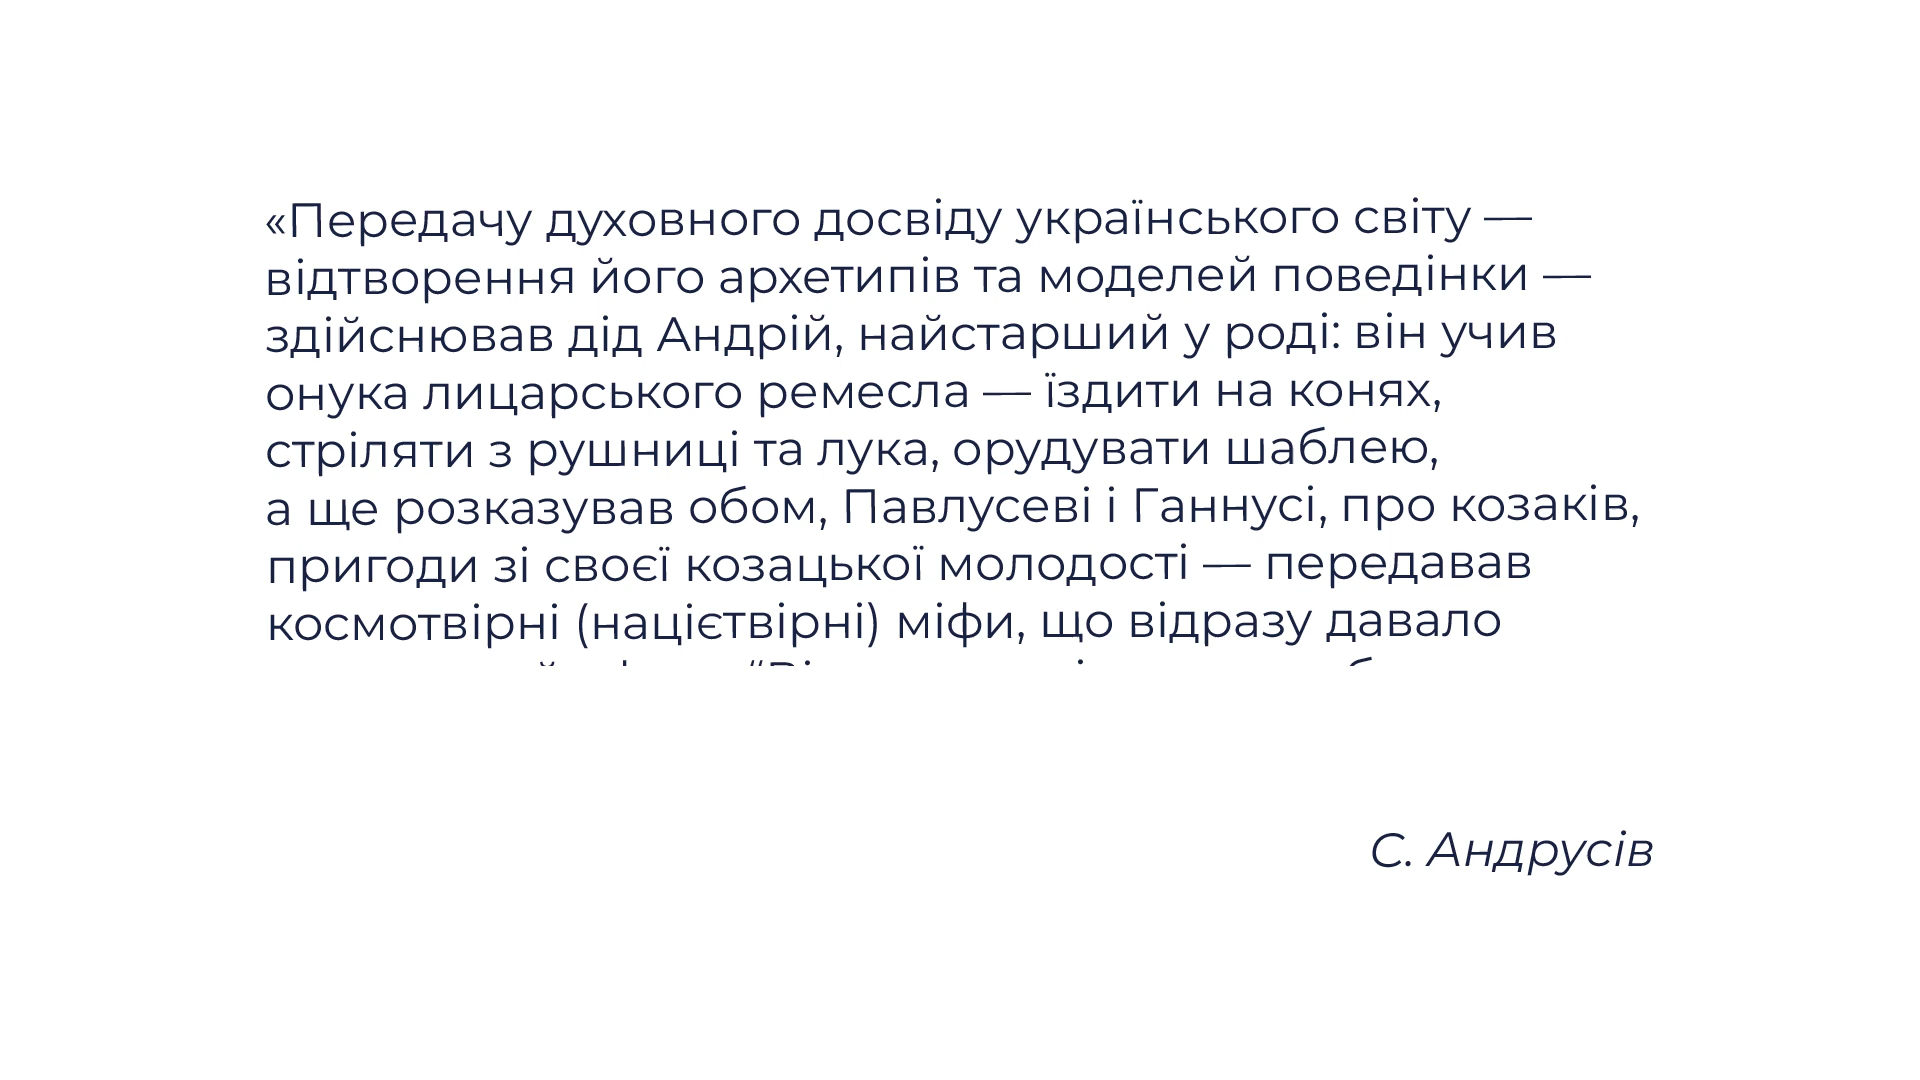 «Передачу духовного досвіду українського світу —
відтворення його архетипів та моделей поведінки —
здійснював дід Андрій, найстарший у роді: він учив
онука лицарського ремесла — їздити на конях,
стріляти з рушниці та лука, орудувати шаблею,
а ще розказував обом, Павлусеві і Ганнусі, про козаків,
пригоди зі своєї козацької молодості — передавав
космотвірні (націєтвірні) міфи, що відразу давало
С. Андрусів